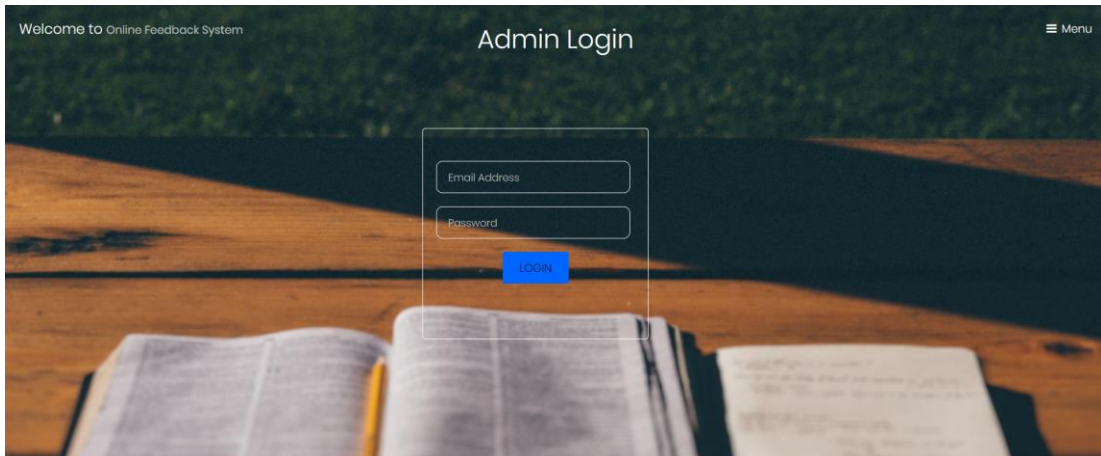 Welcome to Online Feedback System
Admin Login
Menu
Email Address
Password
LOGIN